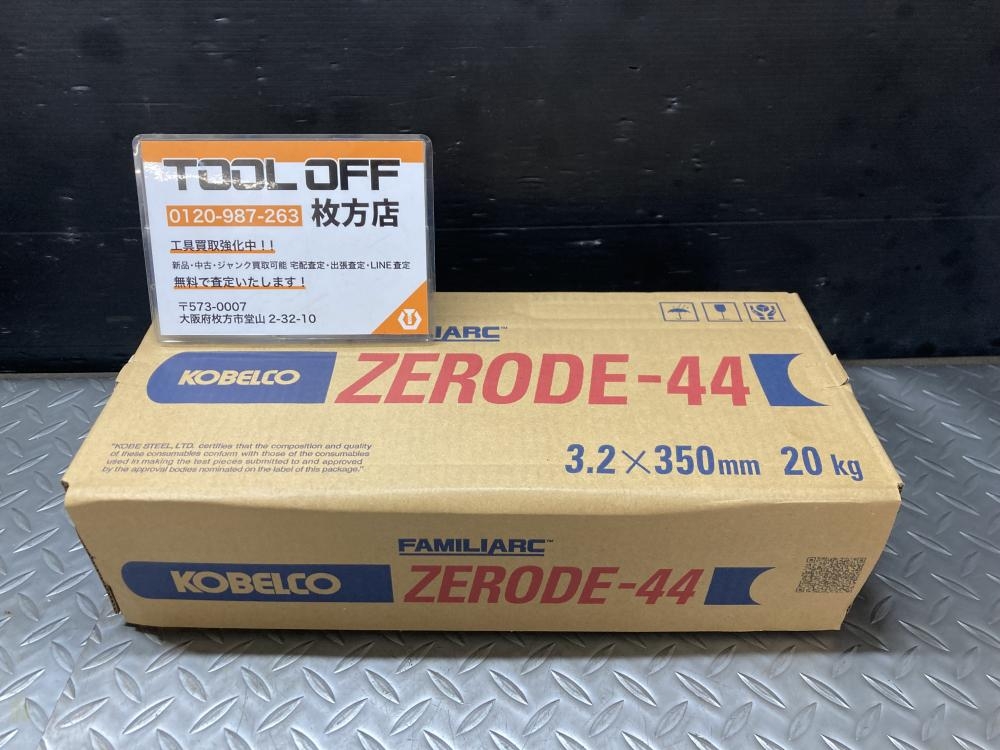 TOOL OFF
0120-987-263 枚方店
工具買取強化中!!
新品・中古・ジャンク買取可能 宅配査定・出張査定・LINE査定
無料で査定いたします!
〒573-0007
大阪府枚方市堂山 2-32-10
IARC™
KOBELCO ZERODE-44
"KOBE STEEL, LTD. certifies that the composition and quality
of these consumables conform with those of the consumables
used in making the test pieces submitted to and approved
by the approval bodies nominated on the label of this package."
3.2×350mm 20 kg
FAMILIARC™
KOBELCO ZERODE-44